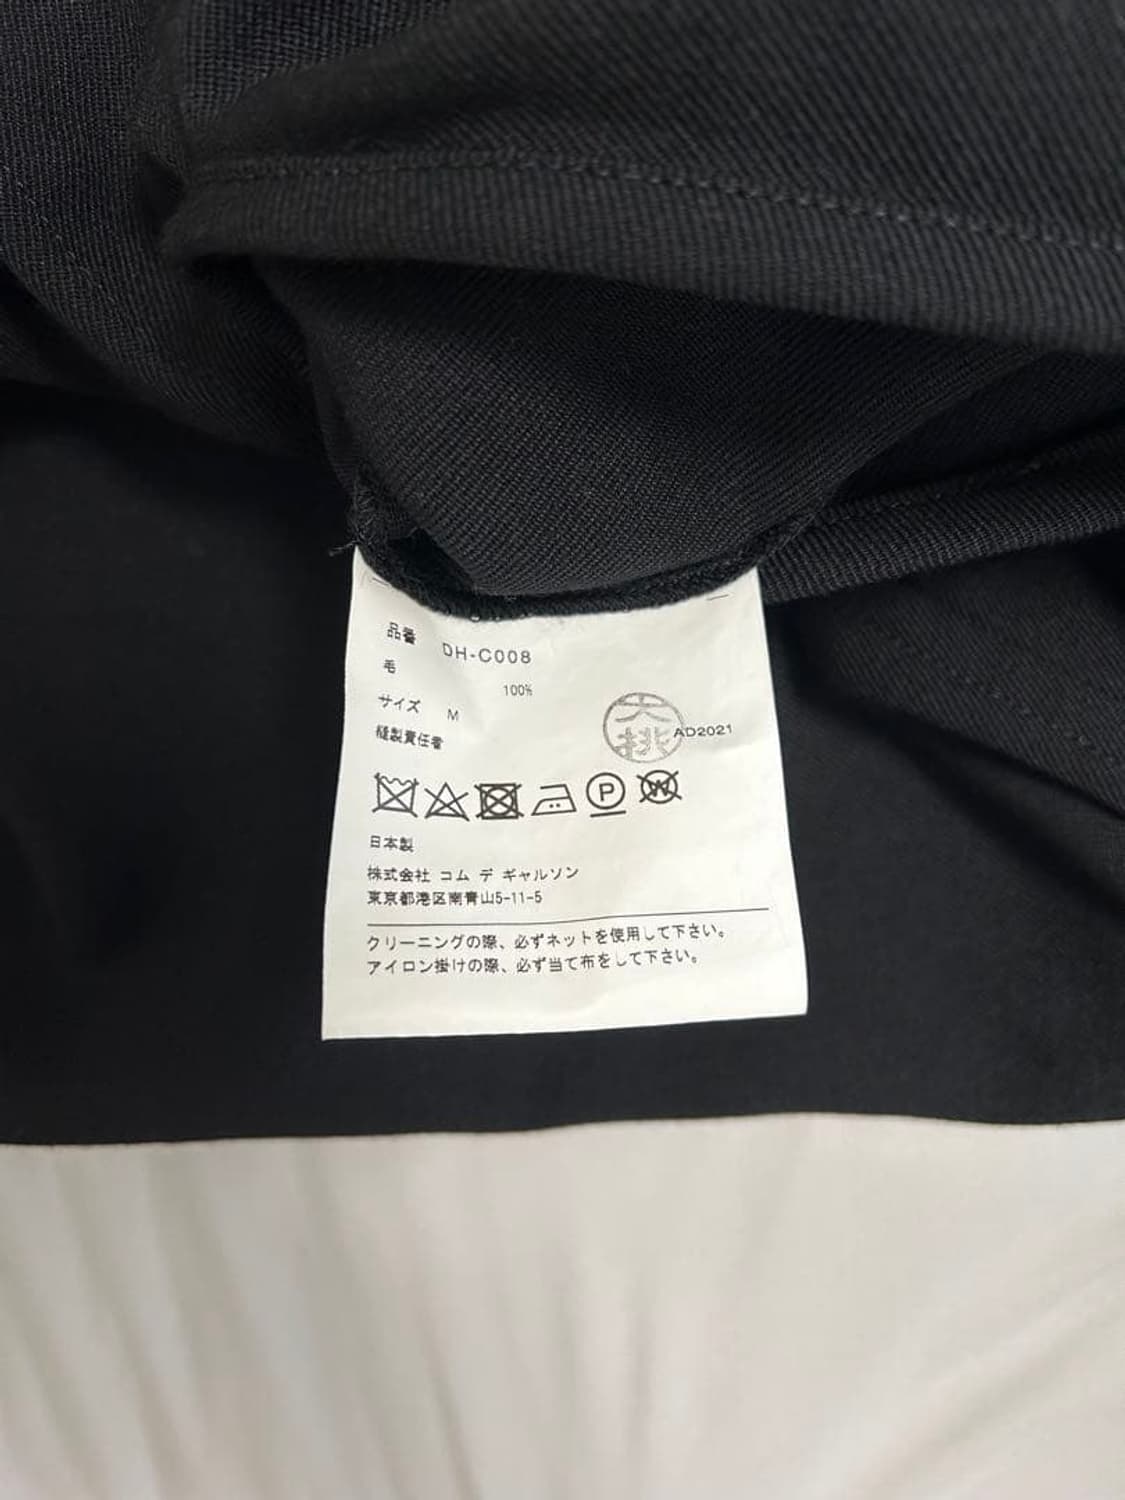 品番 DH-C008
毛 100%
サイズ M
縫製責任者 大桃 AD2021
P W
日本製
株式会社 コム デ ギャルソン
東京都港区南青山5-11-5
クリーニングの際、必ずネットを使用して下さい。
アイロン掛けの際、必ず当て布をして下さい。